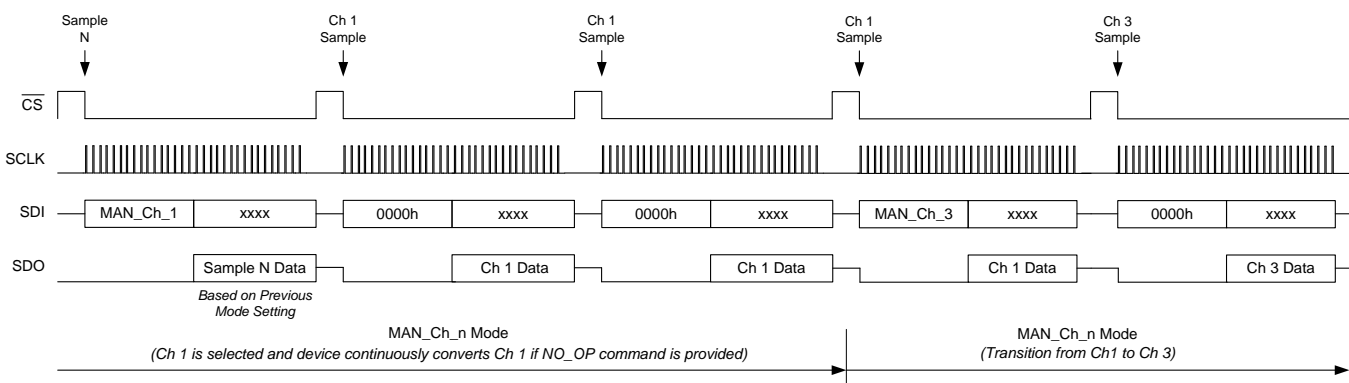 Sample
N
Ch 1
Sample
Ch 1
Sample
Ch 1
Sample
Ch 3
Sample
CS
SCLK
SDI
MAN_Ch_1
xxxx
0000h
xxxx
0000h
xxxx
MAN_Ch_3
xxxx
0000h
xxxx
SDO
Sample N Data
Ch 1 Data
Ch 1 Data
Ch 1 Data
Ch 3 Data
Based on Previous
Mode Setting
MAN_Ch_n Mode
(Ch 1 is selected and device continuously converts Ch 1 if NO_OP command is provided)
MAN_Ch_n Mode
(Transition from Ch1 to Ch 3)